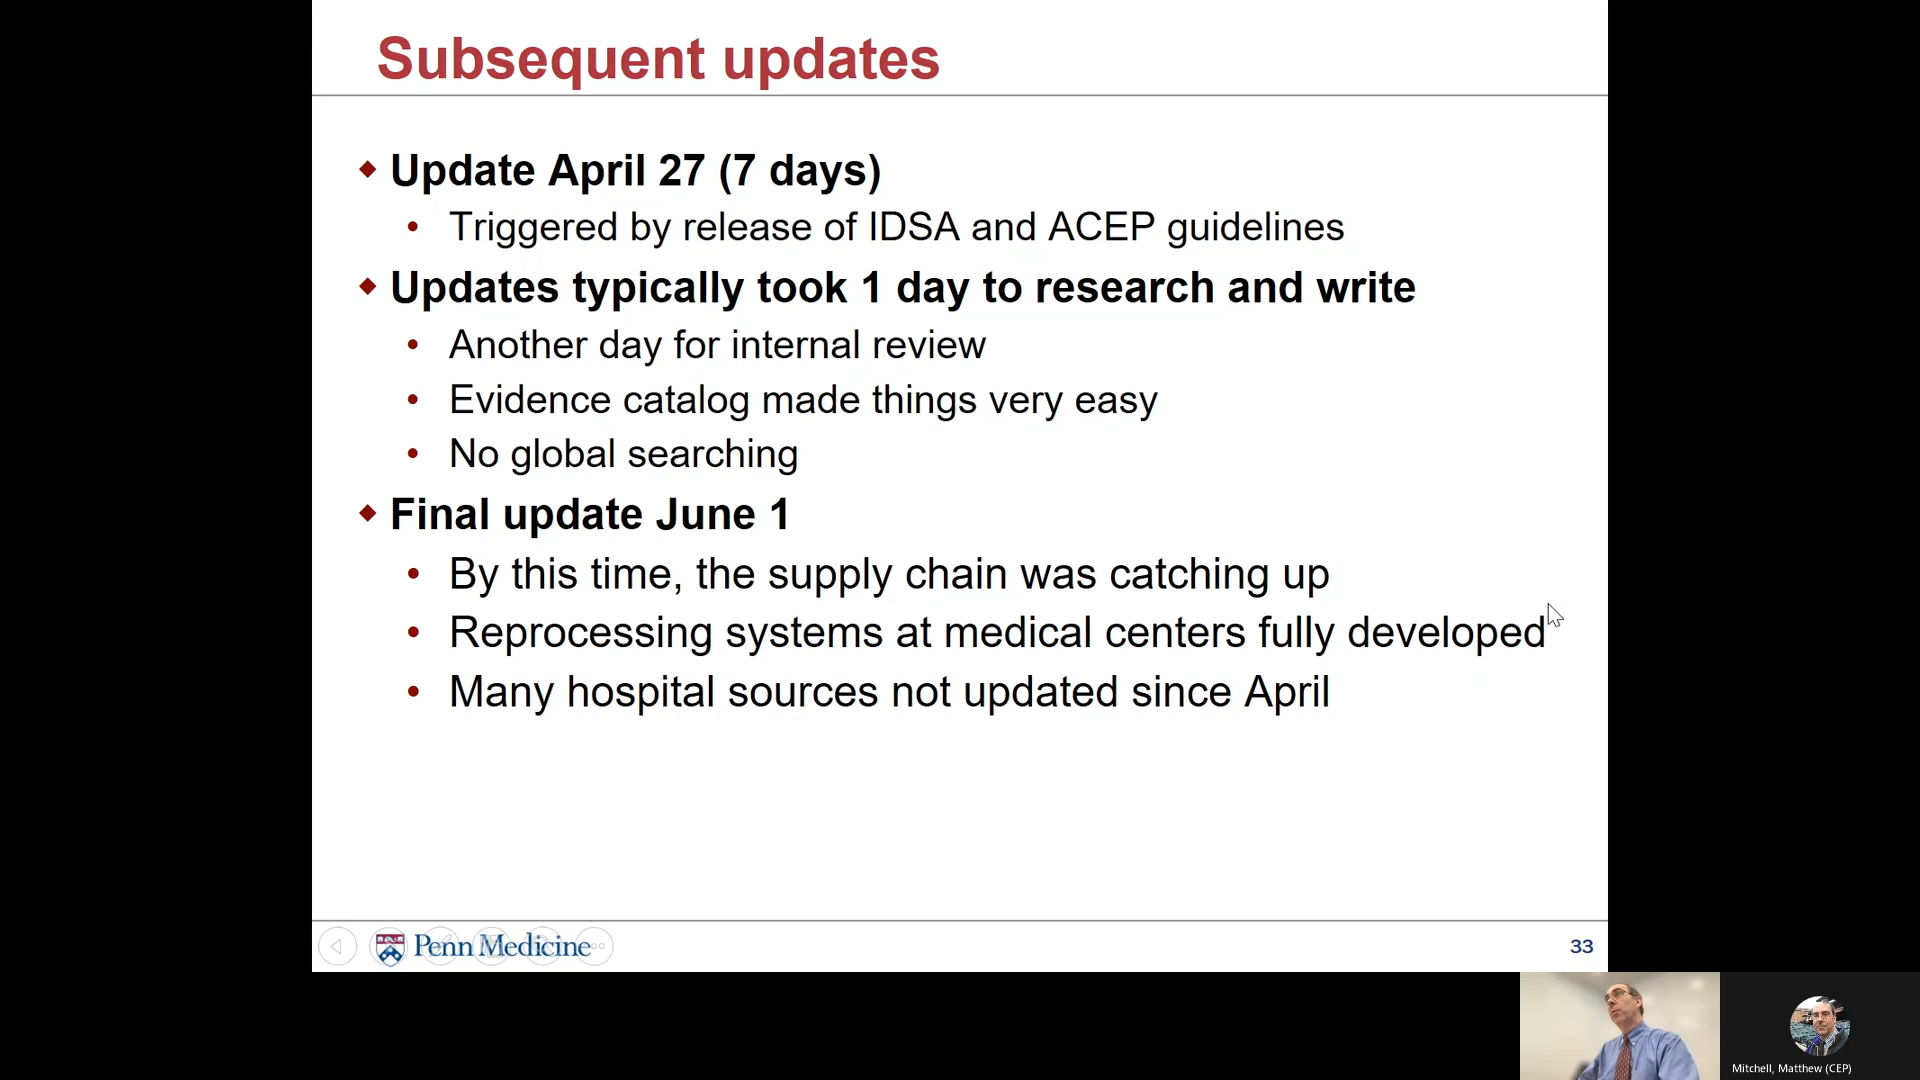 Subsequent updates
Update April 27 (7 days)
Triggered by release of IDSA and ACEP guidelines
Updates typically took 1 day to research and write
Another day for internal review
Evidence catalog made things very easy
No global searching
Final update June 1
By this time, the supply chain was catching up
Reprocessing systems at medical centers fully developed
Many hospital sources not updated since April
Penn Medicine
33
Mitchell, Matthew (CEP)